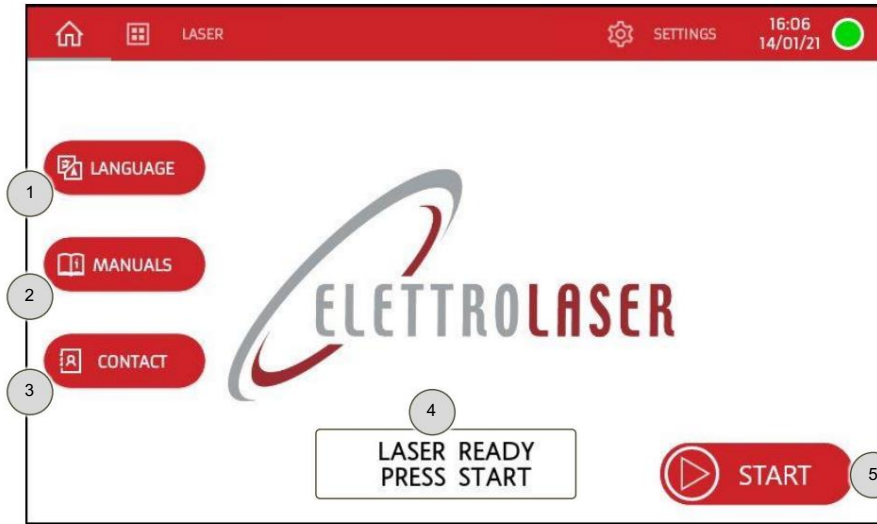 LASER
SETTINGS
16:06
14/01/21
LANGUAGE
1
MANUALS
2
CONTACT
3
ELETTROLASER
4
LASER READY
PRESS START
START
5